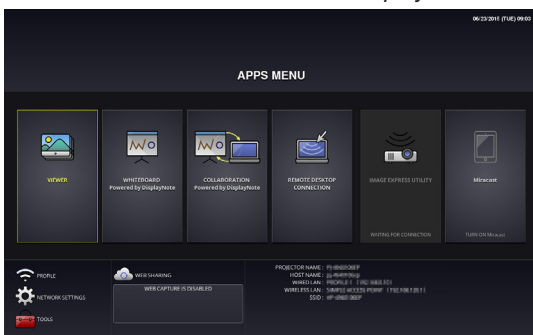 06/23/2015 (TUE) 09:03
APPS MENU
VIEWER
WHITEBOARD
Powered by DisplayNote
COLLABORATION
Powered by DisplayNote
REMOTE DESKTOP
CONNECTION
IMAGE EXPRESS UTILITY
WAITING FOR CONNECTION
Miracast
TURN ON Miracast
PROFILE
NETWORK SETTINGS
TOOLS
WEB SHARING
WEB CAPTURE IS DISABLED
PROJECTOR NAME :
HOST NAME :
WIRED LAN :
WIRELESS LAN :
SSID :